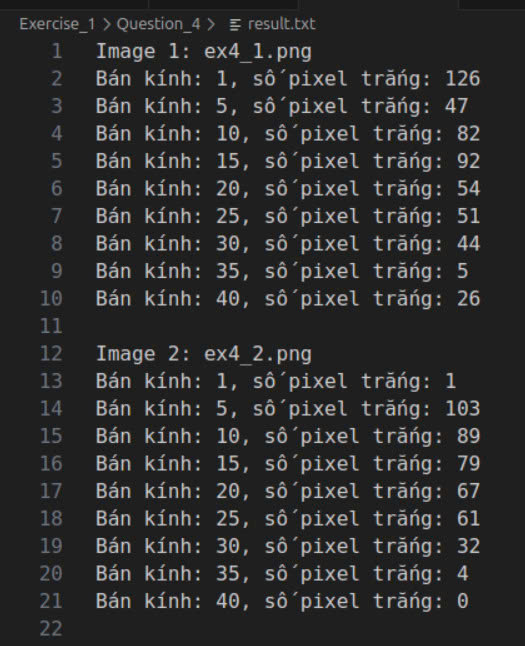 Exercise_1 > Question_4 > result.txt
1 Image 1: ex4_1.png
2 Bán kính: 1, số pixel trắng: 126
3 Bán kính: 5, số pixel trắng: 47
4 Bán kính: 10, số pixel trắng: 82
5 Bán kính: 15, số pixel trắng: 92
6 Bán kính: 20, số pixel trắng: 54
7 Bán kính: 25, số pixel trắng: 51
8 Bán kính: 30, số pixel trắng: 44
9 Bán kính: 35, số pixel trắng: 5
10 Bán kính: 40, số pixel trắng: 26
11
12 Image 2: ex4_2.png
13 Bán kính: 1, số pixel trắng: 1
14 Bán kính: 5, số pixel trắng: 103
15 Bán kính: 10, số pixel trắng: 89
16 Bán kính: 15, số pixel trắng: 79
17 Bán kính: 20, số pixel trắng: 67
18 Bán kính: 25, số pixel trắng: 61
19 Bán kính: 30, số pixel trắng: 32
20 Bán kính: 35, số pixel trắng: 4
21 Bán kính: 40, số pixel trắng: 0
22